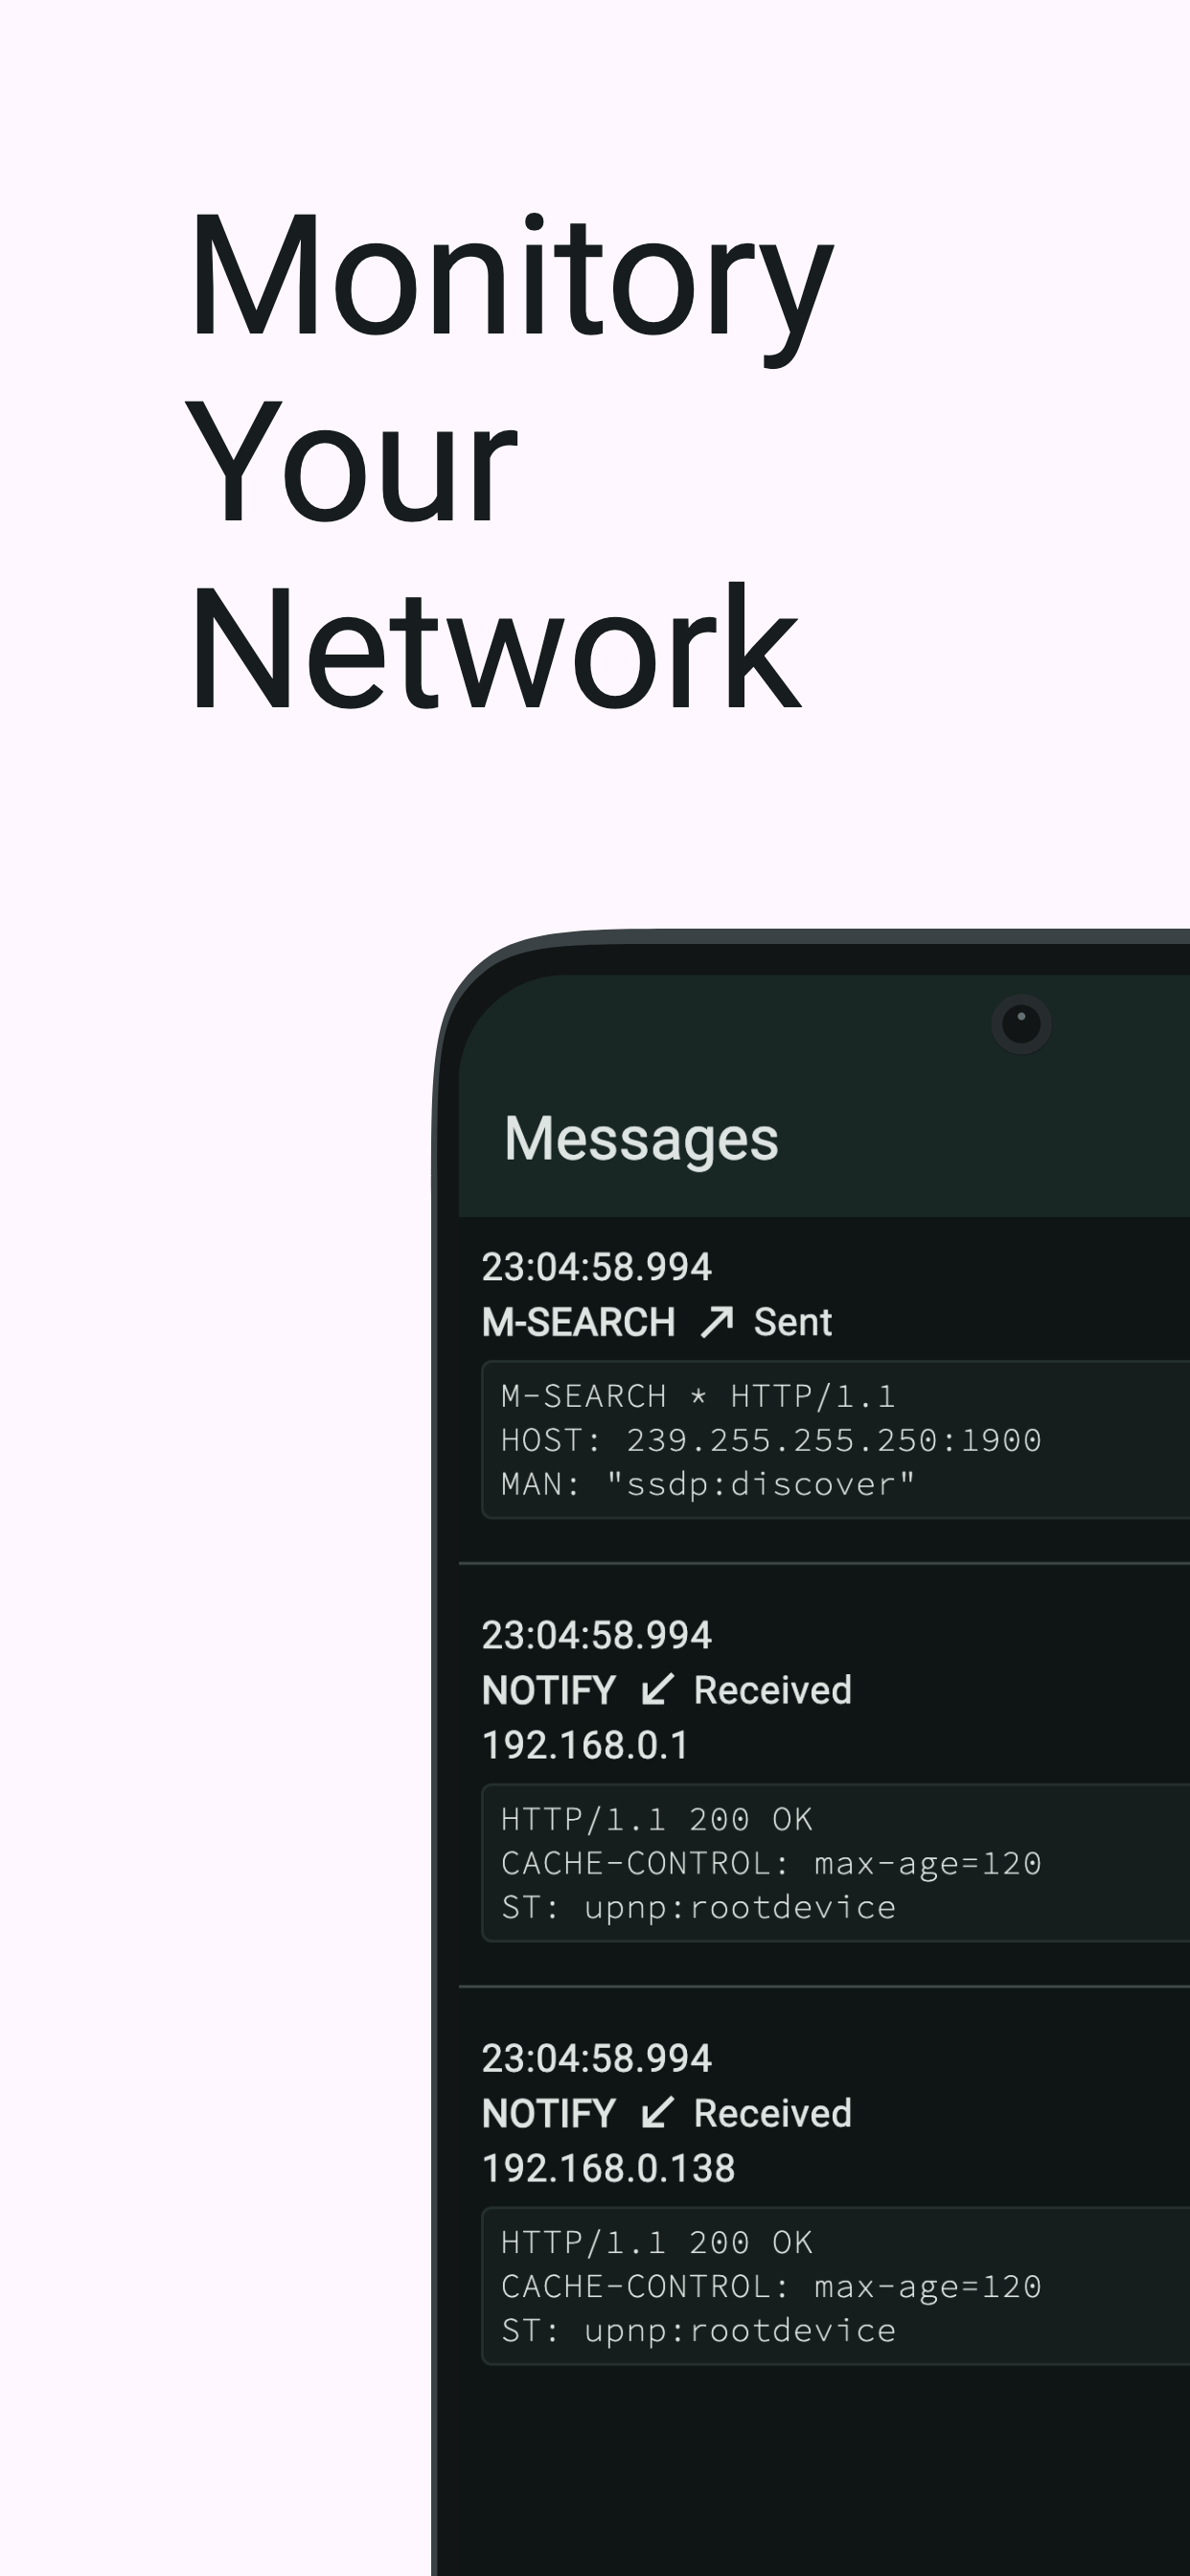 Monitory
Your
Network
Messages
23:04:58.994
M-SEARCH ↗ Sent
M-SEARCH * HTTP/1.1
HOST: 239.255.255.250:1900
MAN: "ssdp:discover"
23:04:58.994
NOTIFY ↙ Received
192.168.0.1
HTTP/1.1 200 OK
CACHE-CONTROL: max-age=120
ST: upnp:rootdevice
23:04:58.994
NOTIFY ↙ Received
192.168.0.138
HTTP/1.1 200 OK
CACHE-CONTROL: max-age=120
ST: upnp:rootdevice